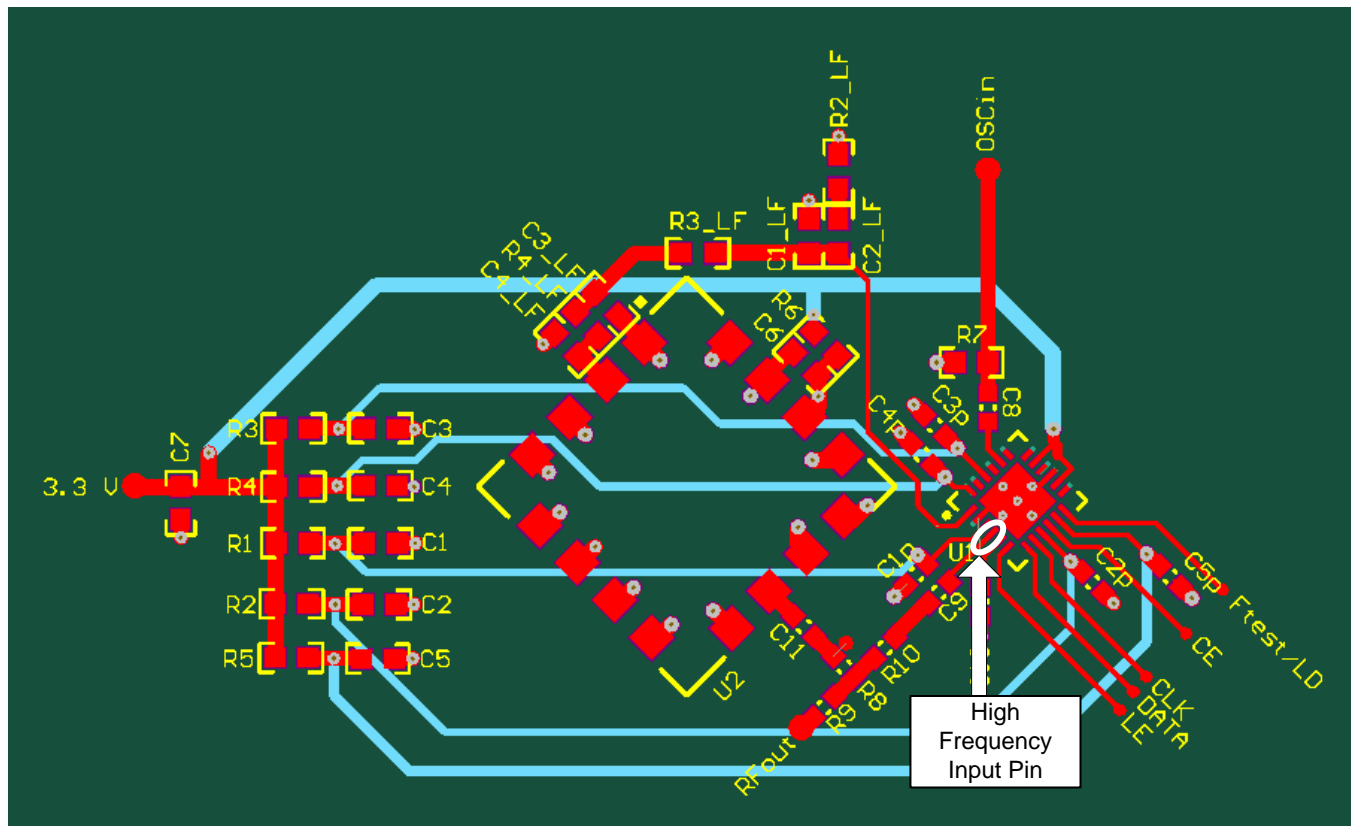 R2_LF
OSCin
R3_LF
C1_LF
C2_LF
C3_LF
R4_LF
C4_LF
R6
C6
R7
C8
C3p
C4p
C7
3.3 V
R3
C3
R4
C4
R1
C1
R2
C2
R5
C5
U1
C1p
C9
C2p
C5p
Ftest/LD
CE
CLK
DATA
LE
C11
R10
R8
R9
U2
RFout
High
Frequency
Input Pin